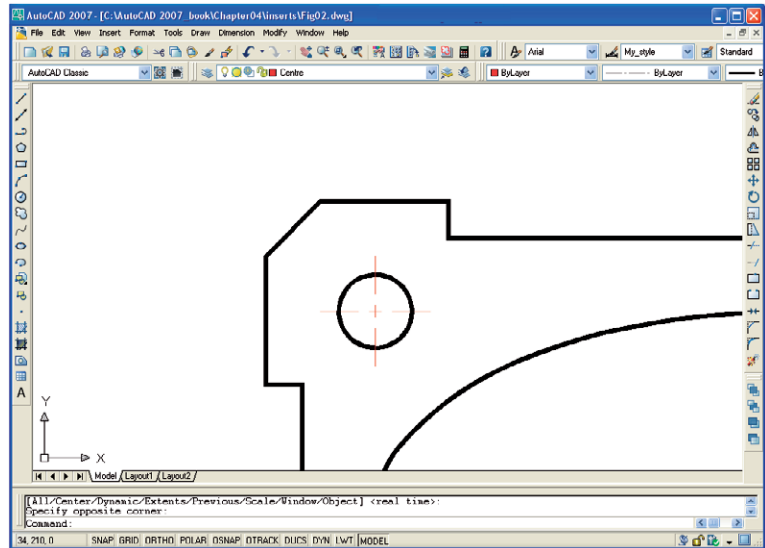 AutoCAD 2007 - [C:\AutoCAD 2007_book\Chapter04\inserts\Fig02.dwg]
File Edit View Insert Format Tools Draw Dimension Modify Window Help
Arial My_style Standard
AutoCAD Classic Centre ByLayer ByLayer B
A
Y
X
Model Layout1 Layout2
[All/Center/Dynamic/Extents/Previous/Scale/Window/Object] <real time>:
Specify opposite corner:
Command:
34, 210, 0 SNAP GRID ORTHO POLAR OSNAP OTRACK DUCS DYN LWT MODEL